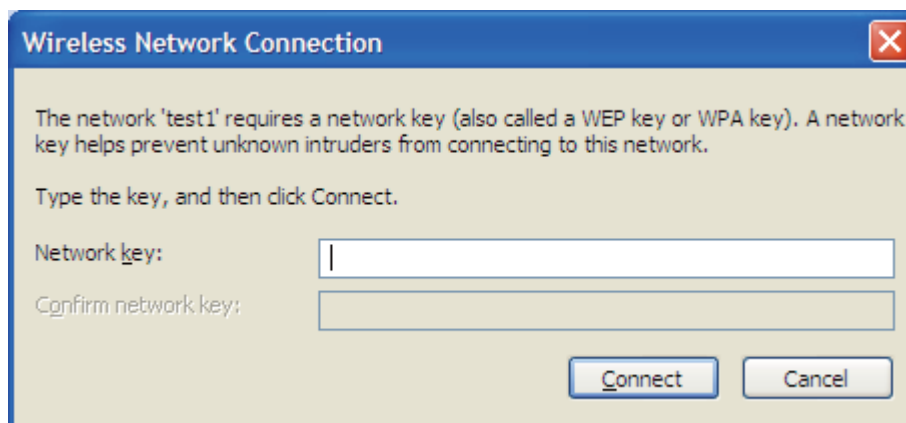 Wireless Network Connection
The network 'test1' requires a network key (also called a WEP key or WPA key). A network
key helps prevent unknown intruders from connecting to this network.
Type the key, and then click Connect.
Network key:
Confirm network key:
Connect Cancel